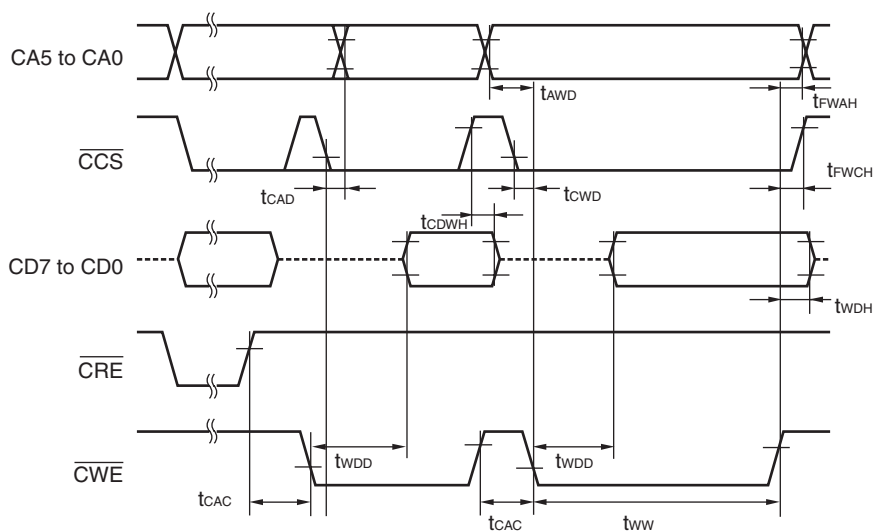 CA5 to CA0
tAWD
tFWAH
CCS
tFWCH
tCAD
tCWD
tCDWH
CD7 to CD0
tWDH
CRE
tWDD
tWDD
CWE
tCAC
tCAC
tWW